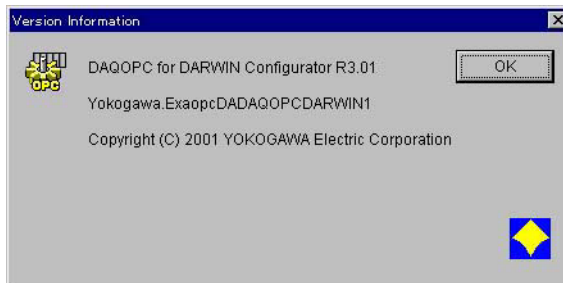 Version Information
DAQOPC for DARWIN Configurator R3.01
OK
Yokogawa.ExaopcDADAQOPCDARWIN1
Copyright (C) 2001 YOKOGAWA Electric Corporation
OPC